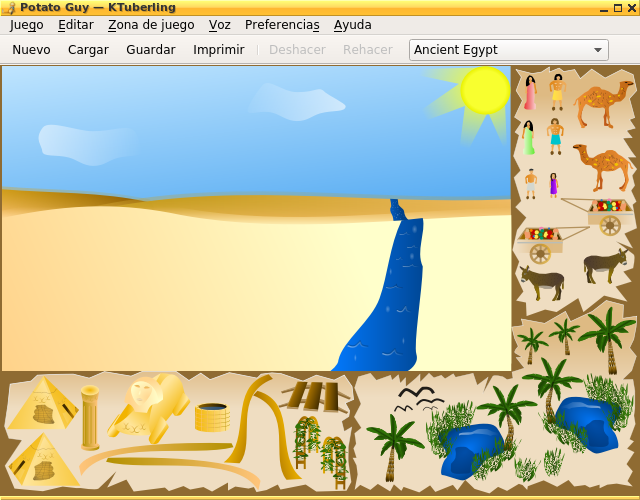 Potato Guy — KTuberling
Juego Editar Zona de juego Voz Preferencias Ayuda
Nuevo Cargar Guardar Imprimir Deshacer Rehacer Ancient Egypt